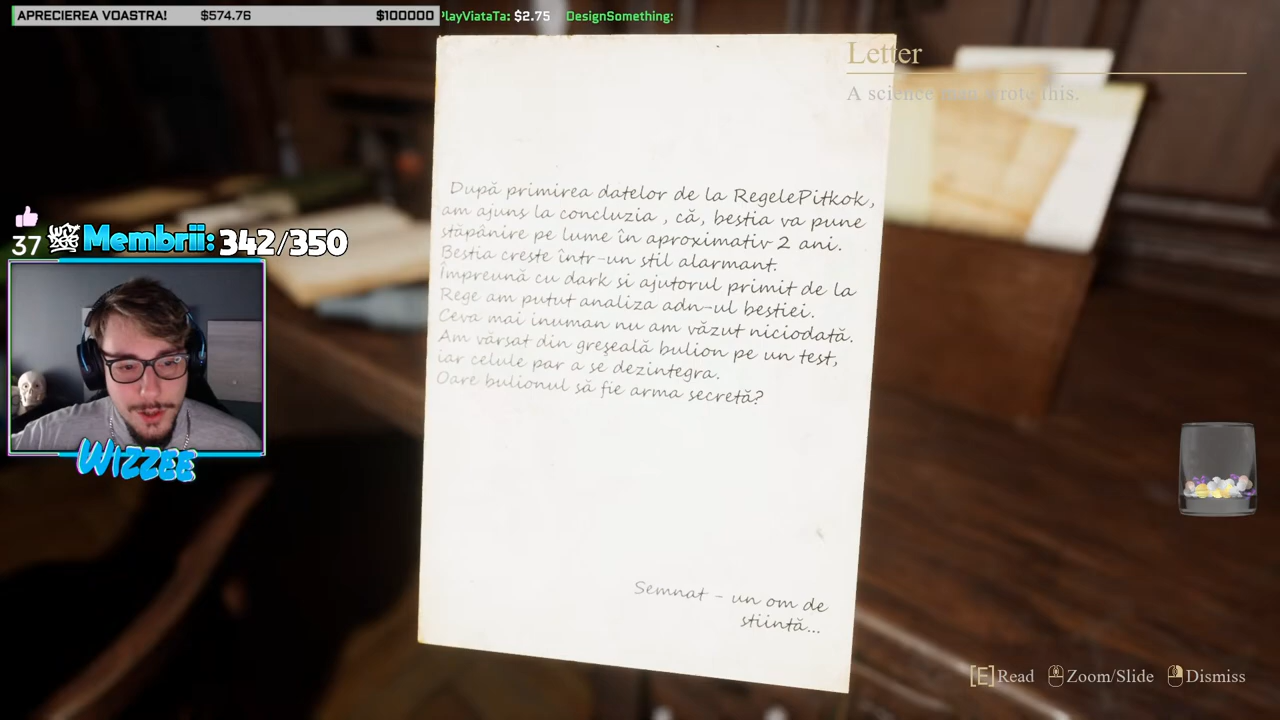 APRECIEREA VOASTRA! $574.76 $100000
PlayViataTa: $2.75 DesignSomething:
Letter
A science man wrote this.
După primirea datelor de la RegelePitkok,
am ajuns la concluzia , că, bestia va pune
stăpânire pe lume în aproximativ 2 ani.
Bestia creste într-un stil alarmant.
Împreună cu dark si ajutorul primit de la
Rege am putut analiza adn-ul bestiei.
Ceva mai inuman nu am văzut niciodată.
Am vărsat din greşeală bulion pe un test,
iar celule par a se dezintegra.
Oare bulionul să fie arma secretă?
Semnat - un om de
stiintă...
37
Membrii: 342/350
WIZZEE
[E]Read Zoom/Slide Dismiss